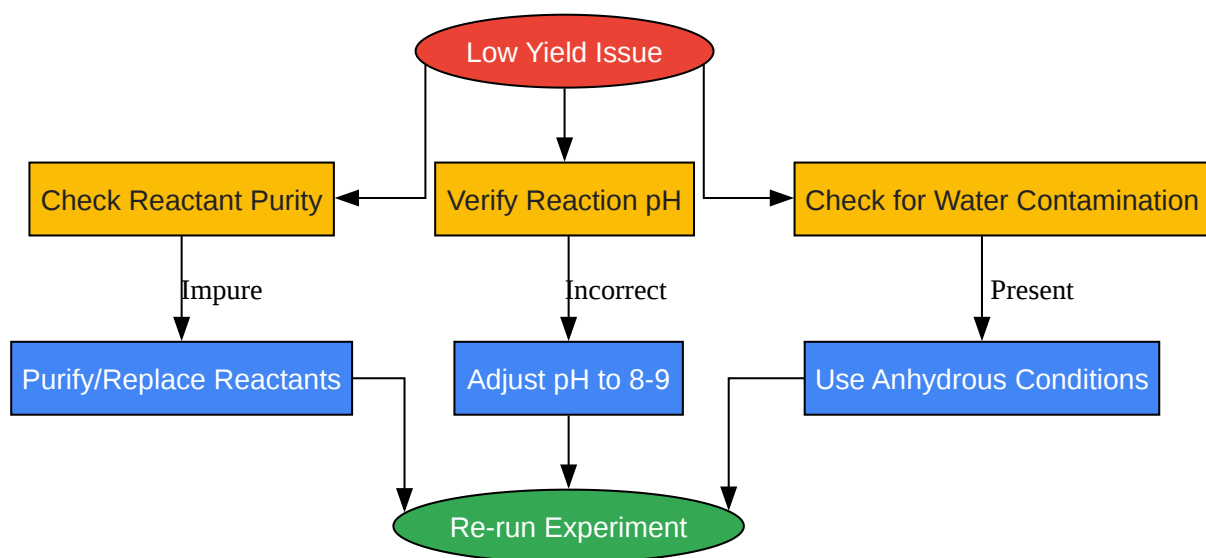 Low Yield Issue
Check Reactant Purity
Verify Reaction pH
Check for Water Contamination
Impure
Incorrect
Present
Purify/Replace Reactants
Adjust pH to 8-9
Use Anhydrous Conditions
Re-run Experiment